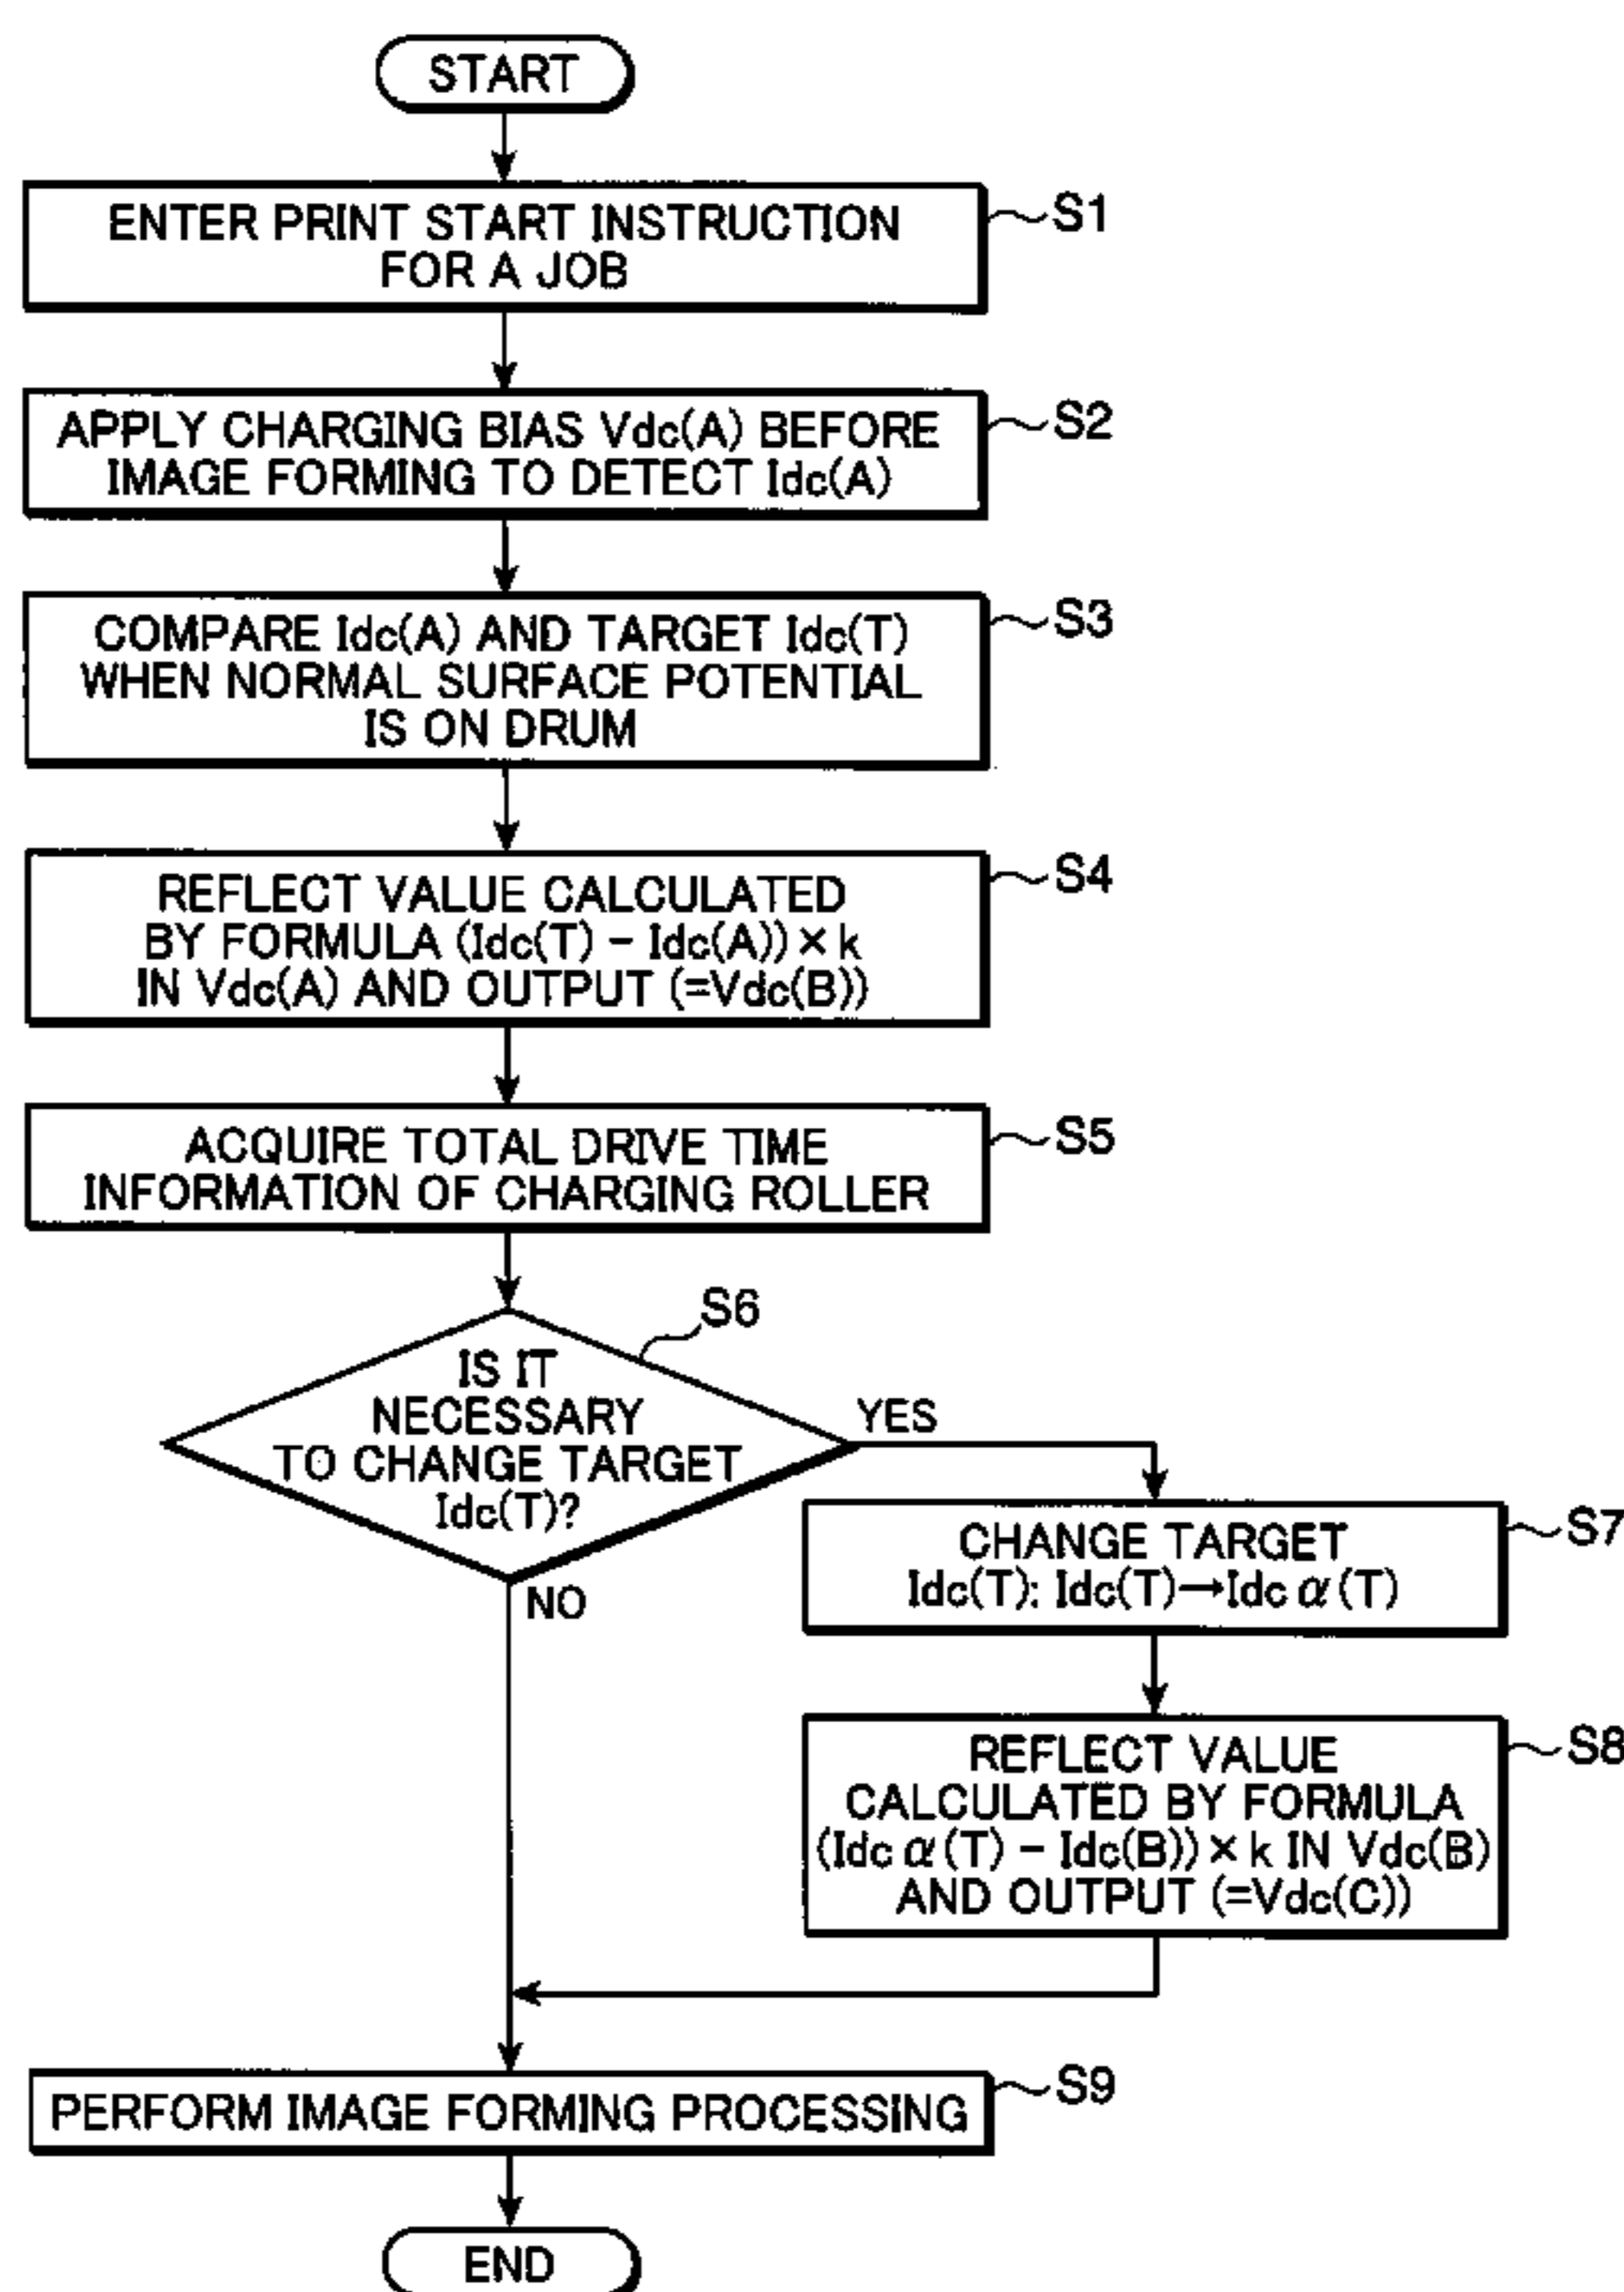 START
ENTER PRINT START INSTRUCTION
FOR A JOB
S1
APPLY CHARGING BIAS Vdc(A) BEFORE
IMAGE FORMING TO DETECT Idc(A)
S2
COMPARE Idc(A) AND TARGET Idc(T)
WHEN NORMAL SURFACE POTENTIAL
IS ON DRUM
S3
REFLECT VALUE CALCULATED
BY FORMULA (Idc(T) - Idc(A)) × k
IN Vdc(A) AND OUTPUT (=Vdc(B))
S4
ACQUIRE TOTAL DRIVE TIME
INFORMATION OF CHARGING ROLLER
S5
S6
IS IT
NECESSARY
TO CHANGE TARGET
Idc(T)?
YES
NO
CHANGE TARGET
Idc(T): Idc(T)→Idc α (T)
S7
REFLECT VALUE
CALCULATED BY FORMULA
(Idc α (T) - Idc(B)) × k IN Vdc(B)
AND OUTPUT (=Vdc(C))
S8
PERFORM IMAGE FORMING PROCESSING
S9
END